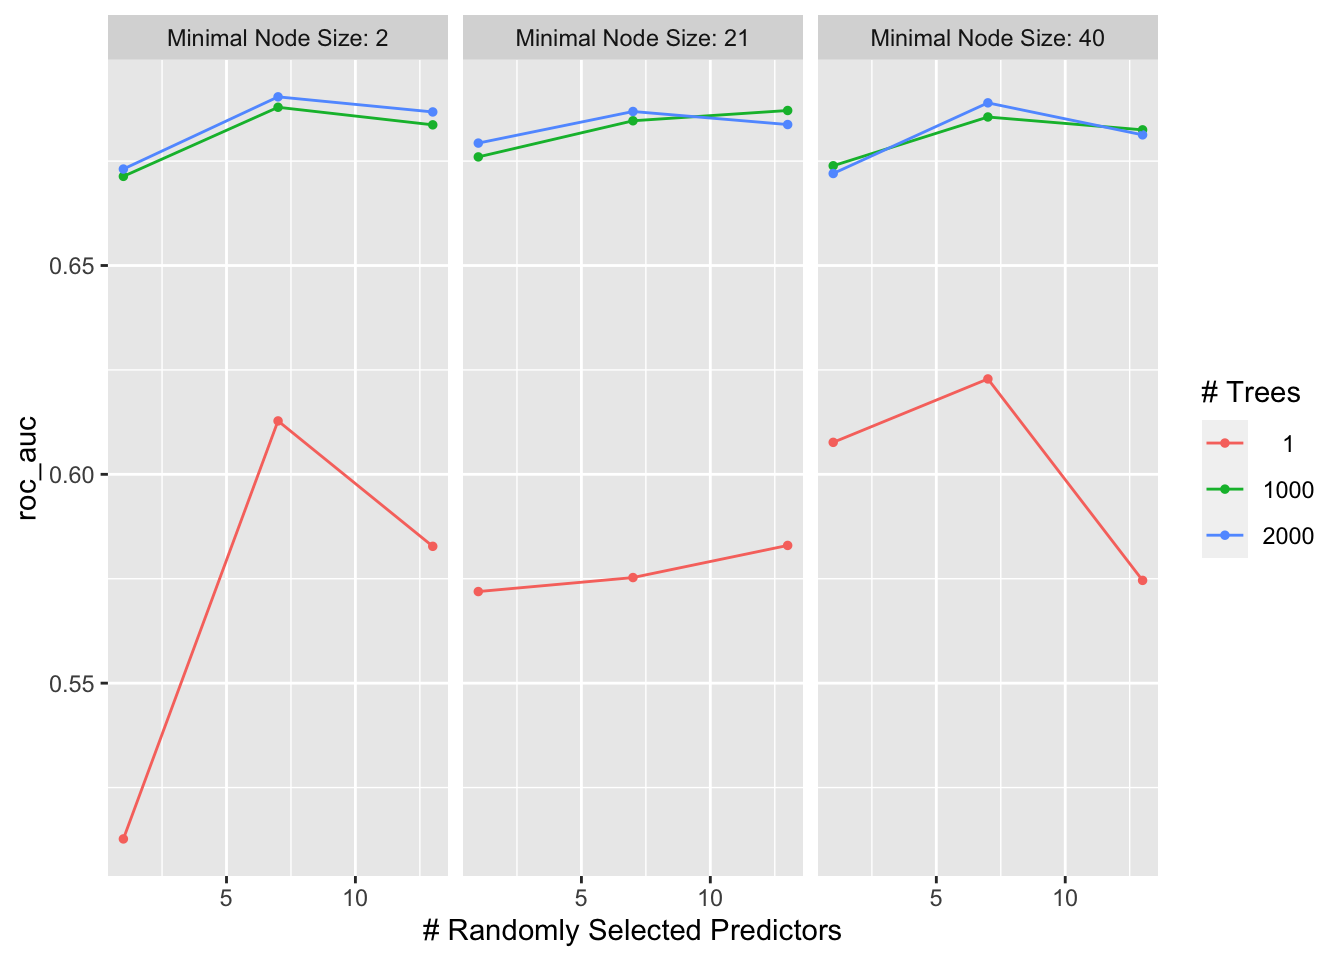 Minimal Node Size: 2
Minimal Node Size: 21
Minimal Node Size: 40
roc_auc
0.65
0.60
0.55
5
10
5
10
5
10
# Randomly Selected Predictors
# Trees
1
1000
2000